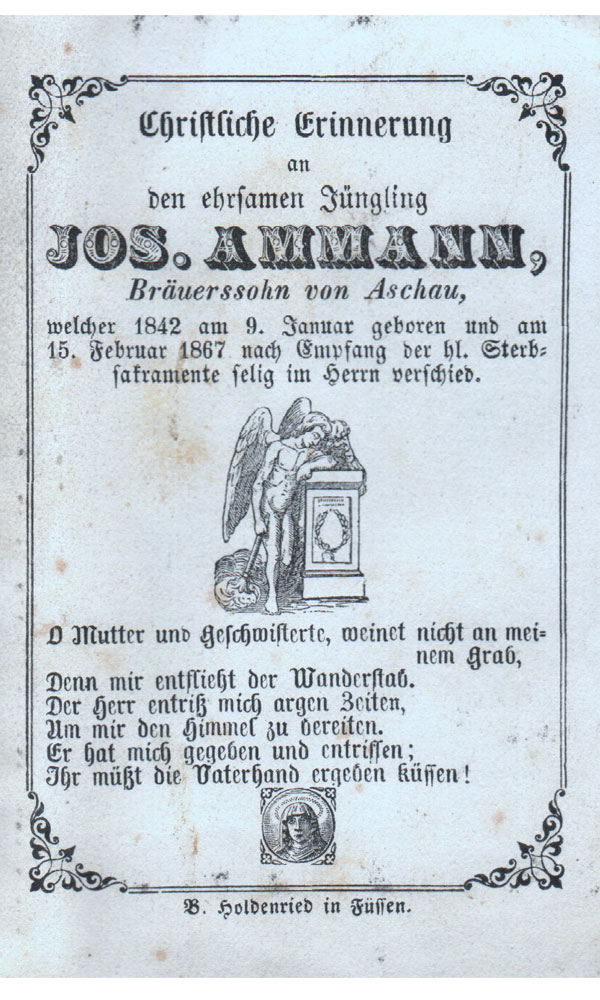 Christliche Erinnerung
an
den ehrsamen Jüngling
JOS. AMMANN,
Bräuerssohn von Aschau,
welcher 1842 am 9. Januar geboren und am
15. Februar 1867 nach Empfang der hl. Sterb-
sakramente selig im Herrn verschied.
O Mutter und Geschwisterte, weinet nicht an mei-
nem Grab,
Denn mir entflieht der Wanderstab.
Der Herr entriß mich argen Zeiten,
Um mir den Himmel zu bereiten.
Er hat mich gegeben und entrissen;
Ihr müßt die Vaterhand ergeben küssen!
B. Holdenried in Füssen.